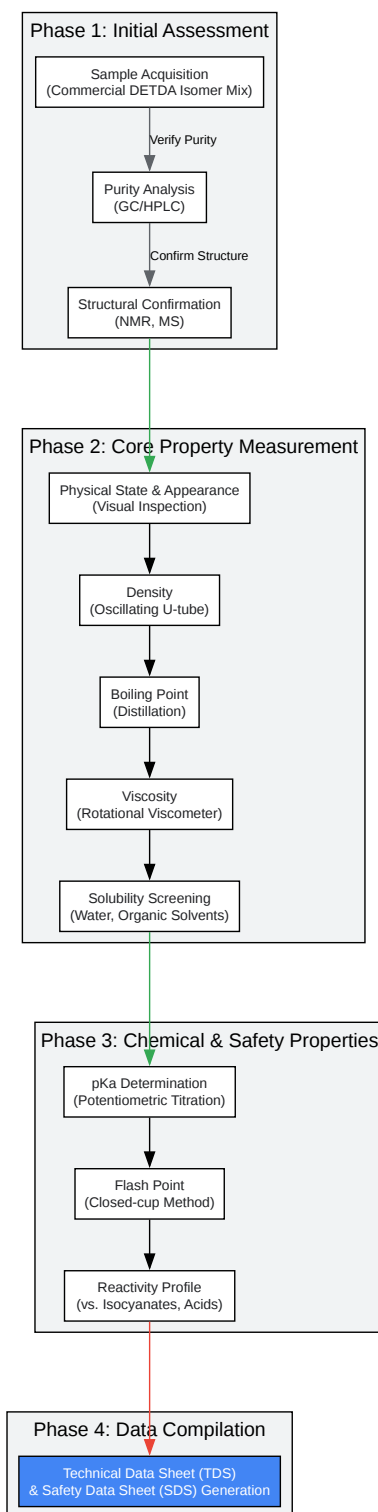 Phase 1: Initial Assessment
Sample Acquisition
(Commercial DETDA Isomer Mix)
Verify Purity
Purity Analysis
(GC/HPLC)
Confirm Structure
Structural Confirmation
(NMR, MS)
Phase 2: Core Property Measurement
Physical State & Appearance
(Visual Inspection)
Density
(Oscillating U-tube)
Boiling Point
(Distillation)
Viscosity
(Rotational Viscometer)
Solubility Screening
(Water, Organic Solvents)
Phase 3: Chemical & Safety Properties
pKa Determination
(Potentiometric Titration)
Flash Point
(Closed-cup Method)
Reactivity Profile
(vs. Isocyanates, Acids)
Phase 4: Data Compilation
Technical Data Sheet (TDS)
& Safety Data Sheet (SDS) Generation